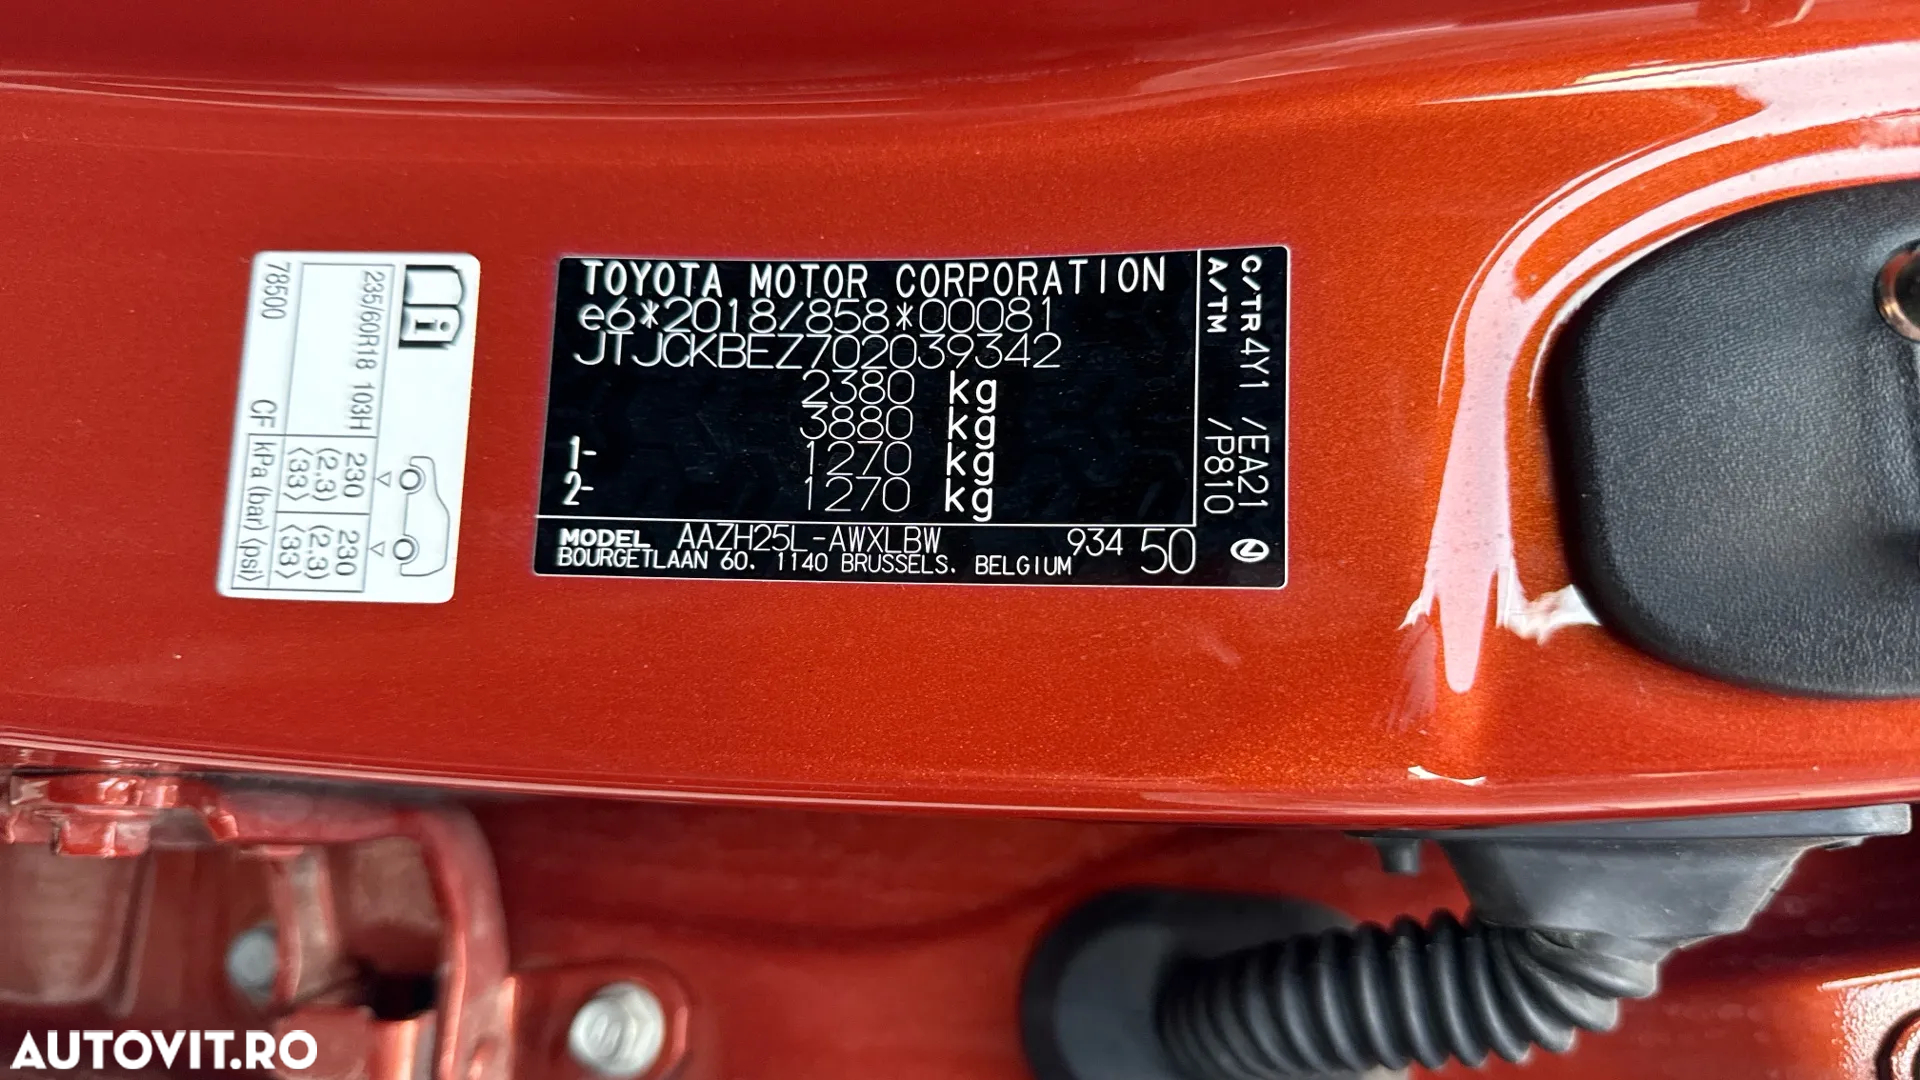 TOYOTA MOTOR CORPORATION
e6*2018/858*00081
JTJCKBEZ702039342
2380 kg
3880 kg
1- 1270 kg
2- 1270 kg
MODEL AAZH25L-AWXLBW 934 50
BOURGETLAAN 60. 1140 BRUSSELS. BELGIUM
C/TR 4Y1 /EA21
A/TM /P810
i
235/60R18 103H
230 230
(2.3) (2.3)
⟨33⟩ ⟨33⟩
78500 CF kPa (bar) ⟨psi⟩
AUTOVIT.RO